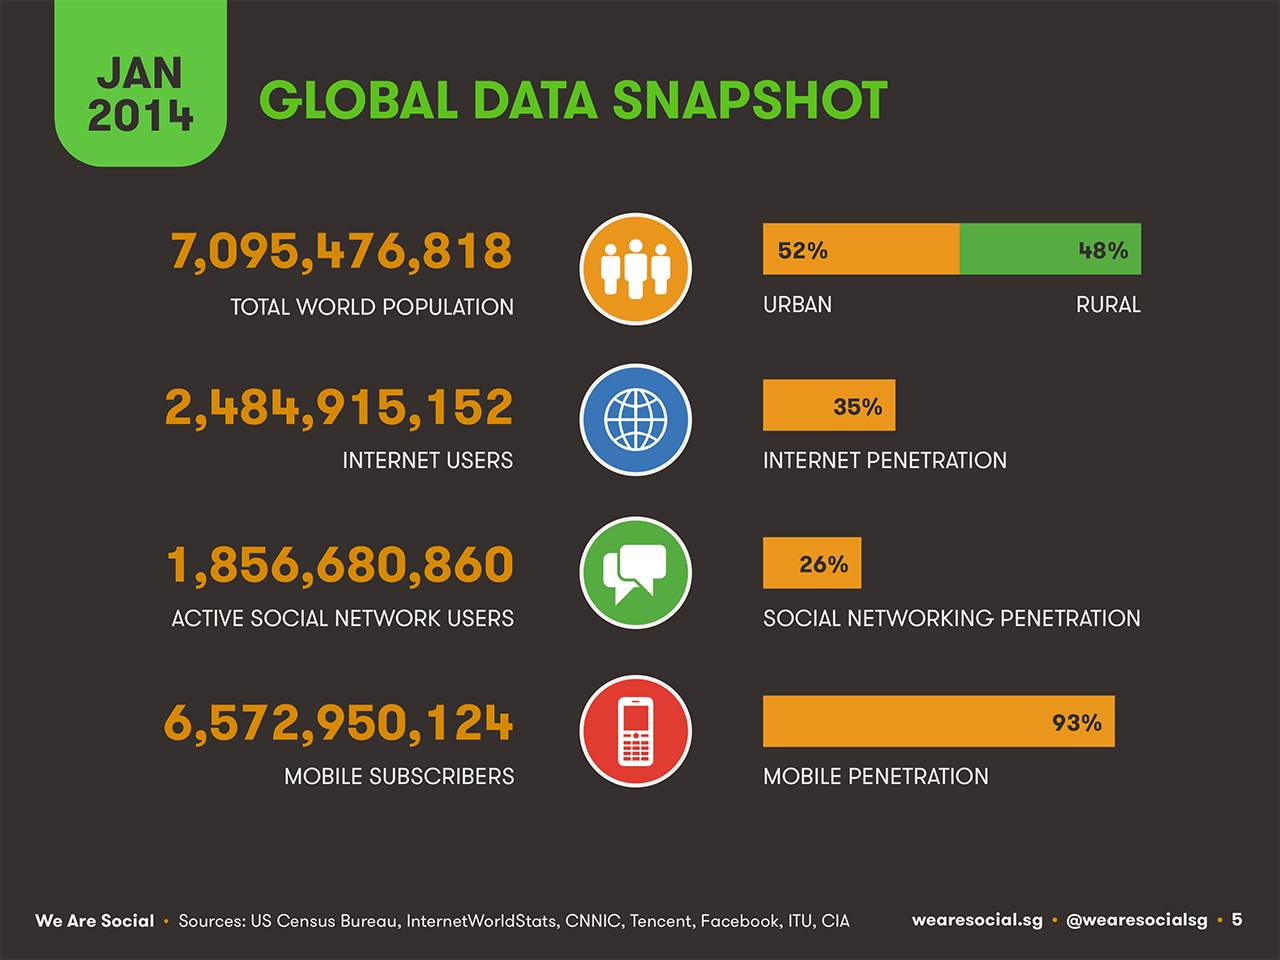 JAN
2014
GLOBAL DATA SNAPSHOT
7,095,476,818
TOTAL WORLD POPULATION
52% 48%
URBAN RURAL
2,484,915,152
INTERNET USERS
35%
INTERNET PENETRATION
1,856,680,860
ACTIVE SOCIAL NETWORK USERS
26%
SOCIAL NETWORKING PENETRATION
6,572,950,124
MOBILE SUBSCRIBERS
93%
MOBILE PENETRATION
We Are Social • Sources: US Census Bureau, InternetWorldStats, CNNIC, Tencent, Facebook, ITU, CIA
wearesocial.sg • @wearesocialsg • 5